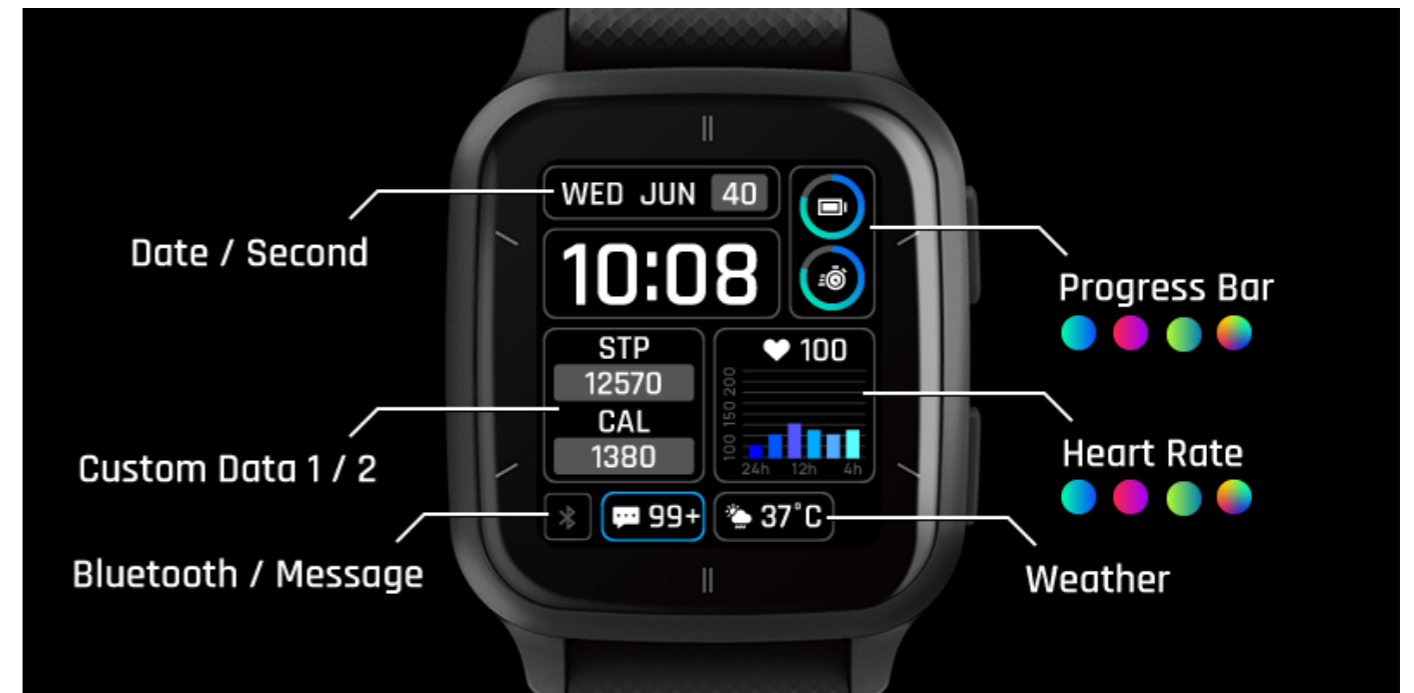 WED JUN 40
10:08
Date / Second
Progress Bar
STP
12570
CAL
1380
100
200
150
100
24h 12h 4h
Custom Data 1 / 2
Heart Rate
99+
37°C
Bluetooth / Message
Weather